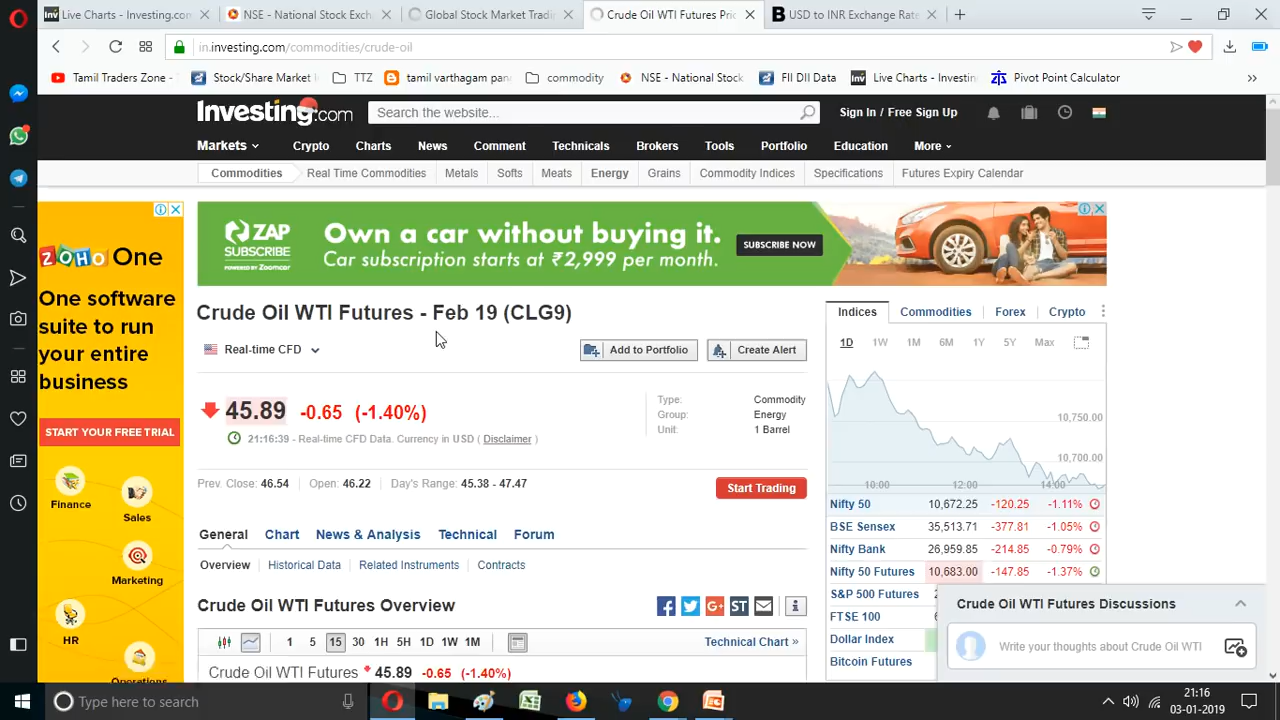 Live Charts - Investing.com
NSE - National Stock Exch
Global Stock Market Tradin
Crude Oil WTI Futures Pric
USD to INR Exchange Rate
in.investing.com/commodities/crude-oil
Tamil Traders Zone -
Stock/Share Market I
TTZ
tamil varthagam pan
commodity
NSE - National Stock
FII DII Data
Live Charts - Investin
Pivot Point Calculator
Investing.com
Search the website...
Sign In / Free Sign Up
Markets
Crypto
Charts
News
Comment
Technicals
Brokers
Tools
Portfolio
Education
More
Commodities
Real Time Commodities
Metals
Softs
Meats
Energy
Grains
Commodity Indices
Specifications
Futures Expiry Calendar
ZOHO One
One software
suite to run
your entire
business
START YOUR FREE TRIAL
Finance
Sales
Marketing
HR
Operations
ZAP
SUBSCRIBE
POWERED BY Zoomcar
Own a car without buying it.
Car subscription starts at ₹2,999 per month.
SUBSCRIBE NOW
Crude Oil WTI Futures - Feb 19 (CLG9)
Real-time CFD
Add to Portfolio
Create Alert
45.89 -0.65 (-1.40%)
21:16:39 - Real-time CFD Data. Currency in USD ( Disclaimer )
Type: Commodity
Group: Energy
Unit: 1 Barrel
Prev. Close: 46.54 Open: 46.22 Day's Range: 45.38 - 47.47
Start Trading
General
Chart
News & Analysis
Technical
Forum
Overview
Historical Data
Related Instruments
Contracts
Crude Oil WTI Futures Overview
ST
1 5 15 30 1H 5H 1D 1W 1M
Technical Chart »
Crude Oil WTI Futures 45.89 -0.65 (-1.40%)
Indices
Commodities
Forex
Crypto
1D 1W 1M 6M 1Y 5Y Max
10,750.00
10,700.00
10:00 12:00 14:00
Nifty 50 10,672.25 -120.25 -1.11%
BSE Sensex 35,513.71 -377.81 -1.05%
Nifty Bank 26,959.85 -214.85 -0.79%
Nifty 50 Futures 10,683.00 -147.85 -1.37%
S&P 500 Futures
FTSE 100
Dollar Index
Bitcoin Futures
Crude Oil WTI Futures Discussions
Write your thoughts about Crude Oil WTI
Type here to search
21:16
03-01-2019